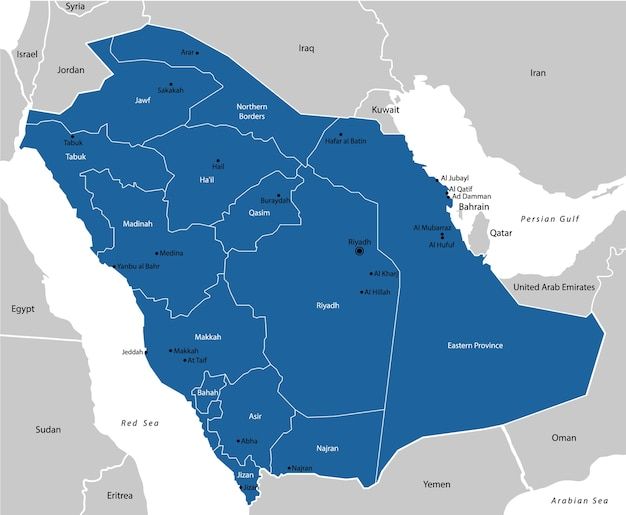 Syria
Israel
Jordan
Iraq
Iran
Arar
Sakakah
Jawf
Northern
Borders
Kuwait
Hafar al Batin
Tabuk
Tabuk
Hail
Ha'il
Al Jubayl
Al Qatif
Ad Damman
Bahrain
Buraydah
Qasim
Persian Gulf
Madinah
Al Mubarraz
Al Hufuf
Qatar
Riyadh
Medina
Yanbu al Bahr
Al Kharj
Al Hillah
United Arab Emirates
Egypt
Riyadh
Makkah
Eastern Province
Jeddah
Makkah
At Taif
Bahah
Asir
Red Sea
Sudan
Abha
Najran
Oman
Najran
Jizan
Jizan
Yemen
Eritrea
Arabian Sea